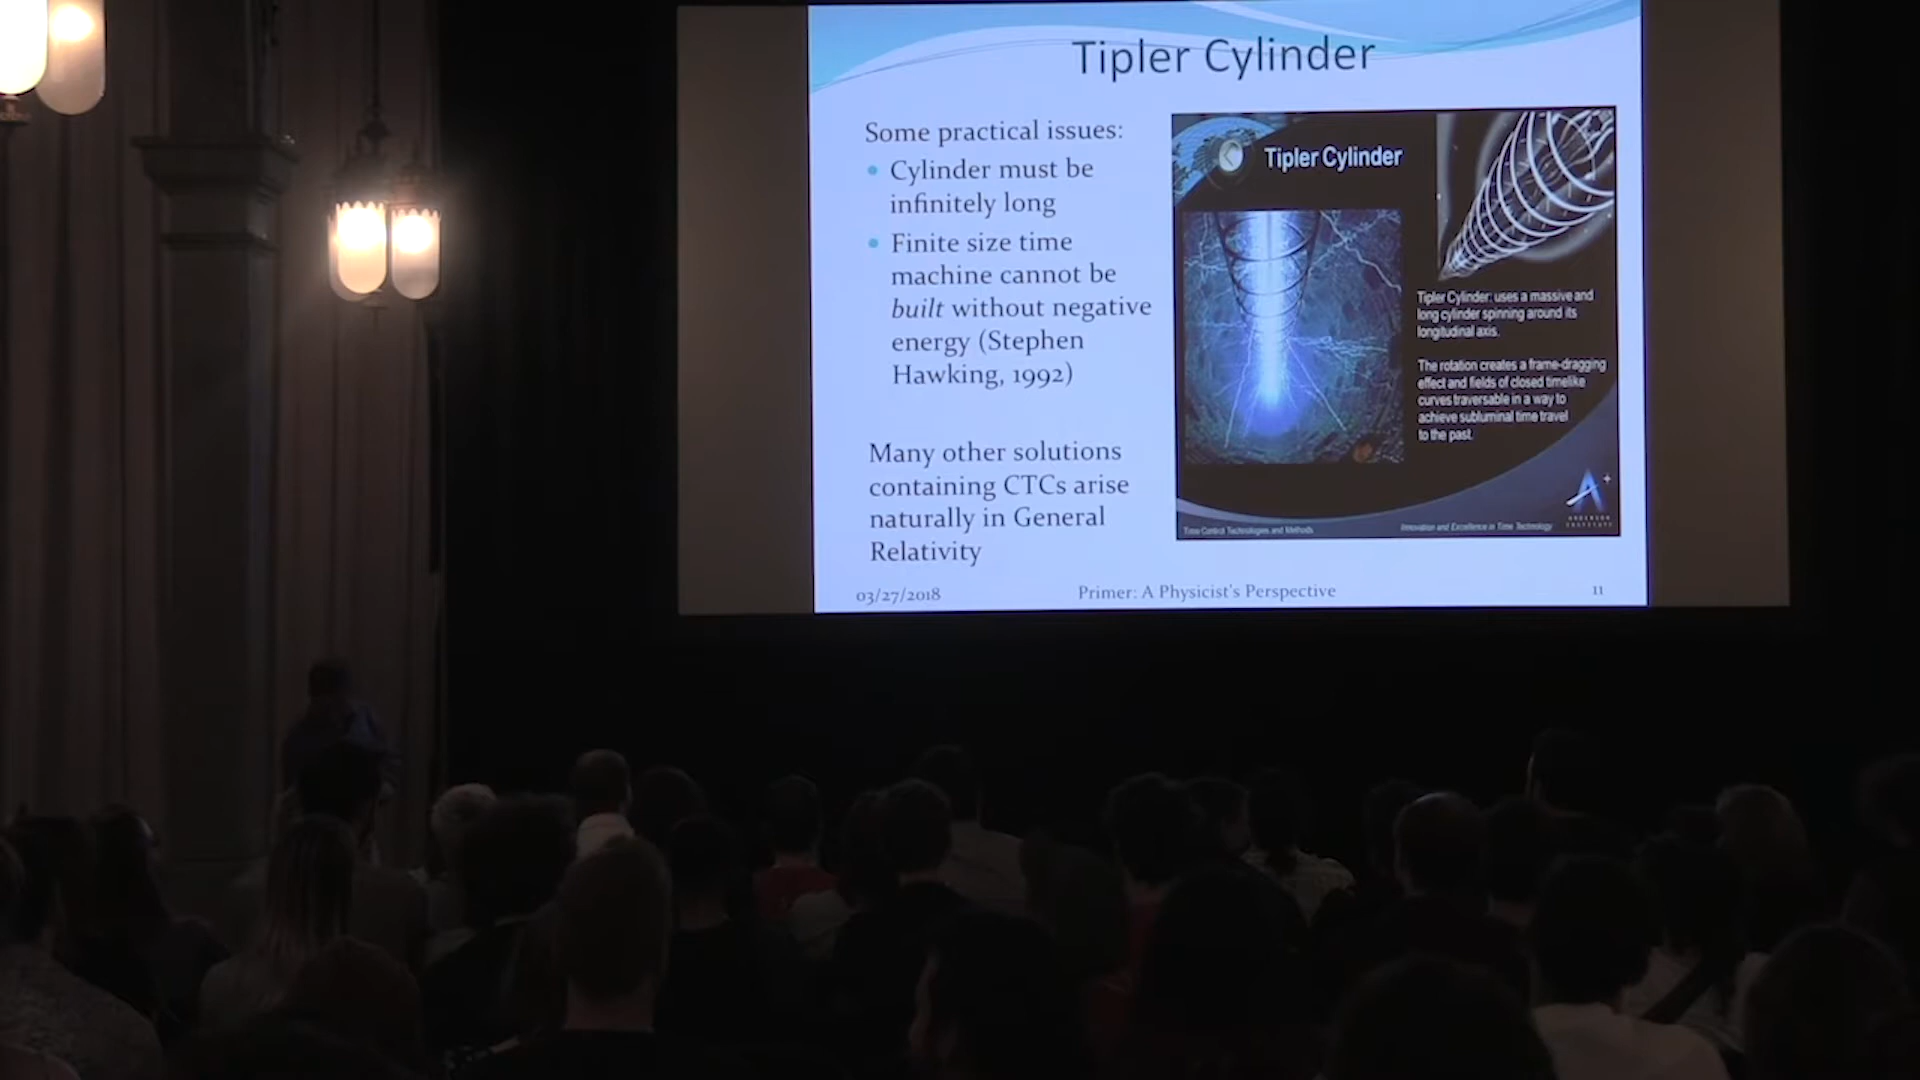 Tipler Cylinder
Some practical issues:
• Cylinder must be
infinitely long
• Finite size time
machine cannot be
built without negative
energy (Stephen
Hawking, 1992)
Many other solutions
containing CTCs arise
naturally in General
Relativity
Tipler Cylinder
Tipler Cylinder: uses a massive and
long cylinder spinning around its
longitudinal axis.
The rotation creates a frame-dragging
effect and fields of closed timelike
curves traversable in a way to
achieve subluminal time travel
to the past.
ANDERSON
INSTITUTE
Time Control Technologies and Methods
Innovation and Excellence in Time Technology
03/27/2018
Primer: A Physicist's Perspective
11